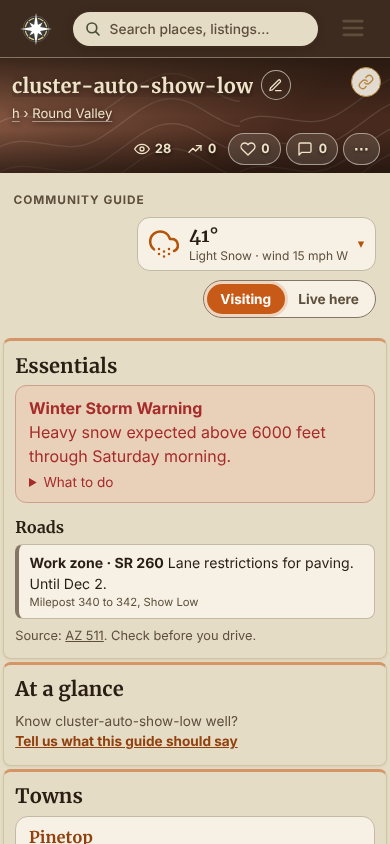 Search places, listings...
cluster-auto-show-low
h › Round Valley
28 0 0 0
COMMUNITY GUIDE
41°
Light Snow · wind 15 mph W
Visiting Live here
Essentials
Winter Storm Warning
Heavy snow expected above 6000 feet
through Saturday morning.
What to do
Roads
Work zone · SR 260 Lane restrictions for paving.
Until Dec 2.
Milepost 340 to 342, Show Low
Source: AZ 511. Check before you drive.
At a glance
Know cluster-auto-show-low well?
Tell us what this guide should say
Towns
Pinetop